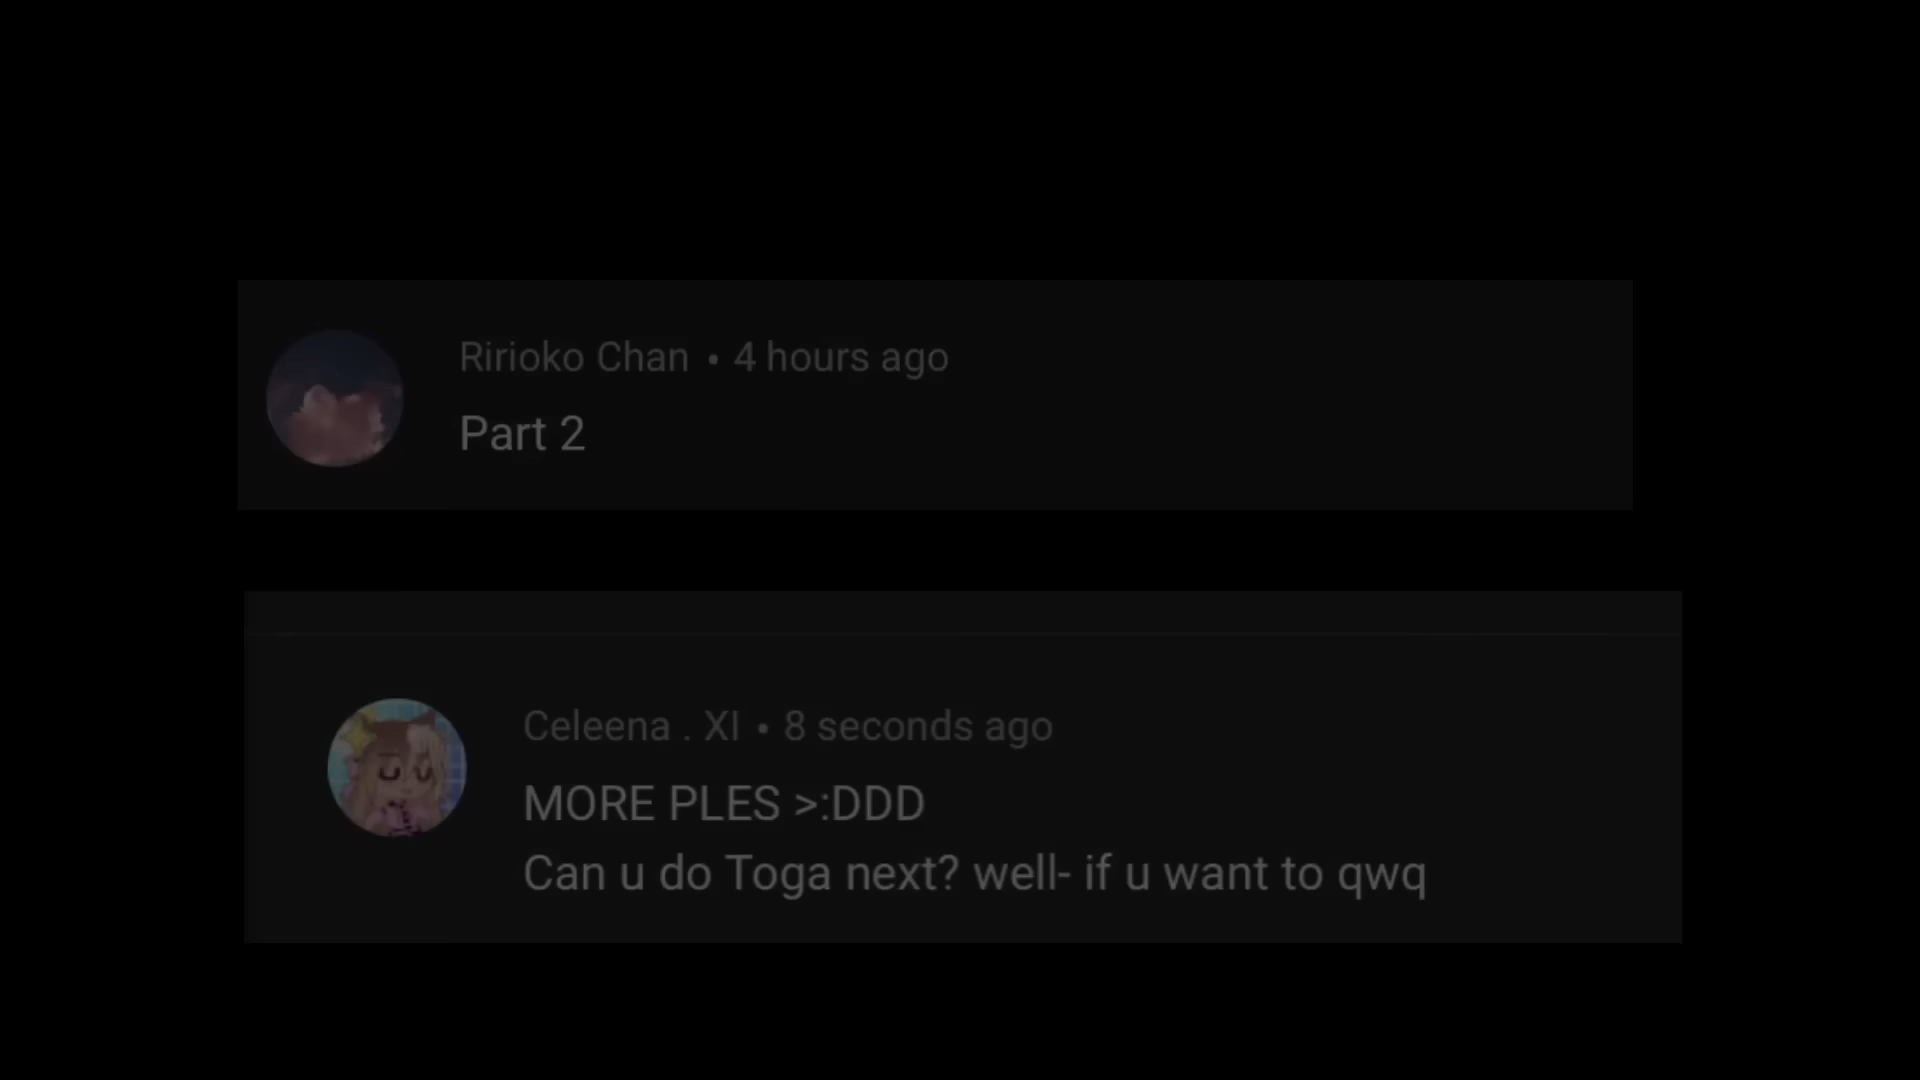 Ririoko Chan • 4 hours ago
Part 2
Celeena . XI • 8 seconds ago
MORE PLES >:DDD
Can u do Toga next? well- if u want to qwq